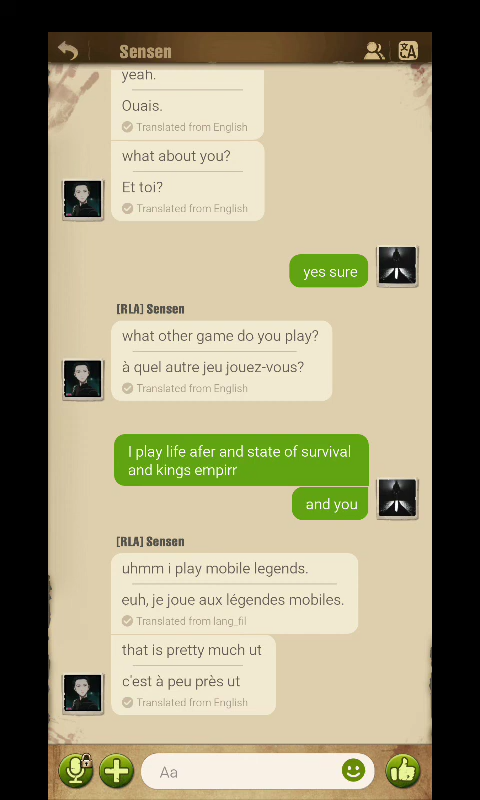 Sensen
yeah.
Ouais.
Translated from English
what about you?
Et toi?
Translated from English
yes sure
[RLA] Sensen
what other game do you play?
à quel autre jeu jouez-vous?
Translated from English
I play life afer and state of survival
and kings empirr
and you
[RLA] Sensen
uhmm i play mobile legends.
euh, je joue aux légendes mobiles.
Translated from lang_fil
that is pretty much ut
c'est à peu près ut
Translated from English
Aa